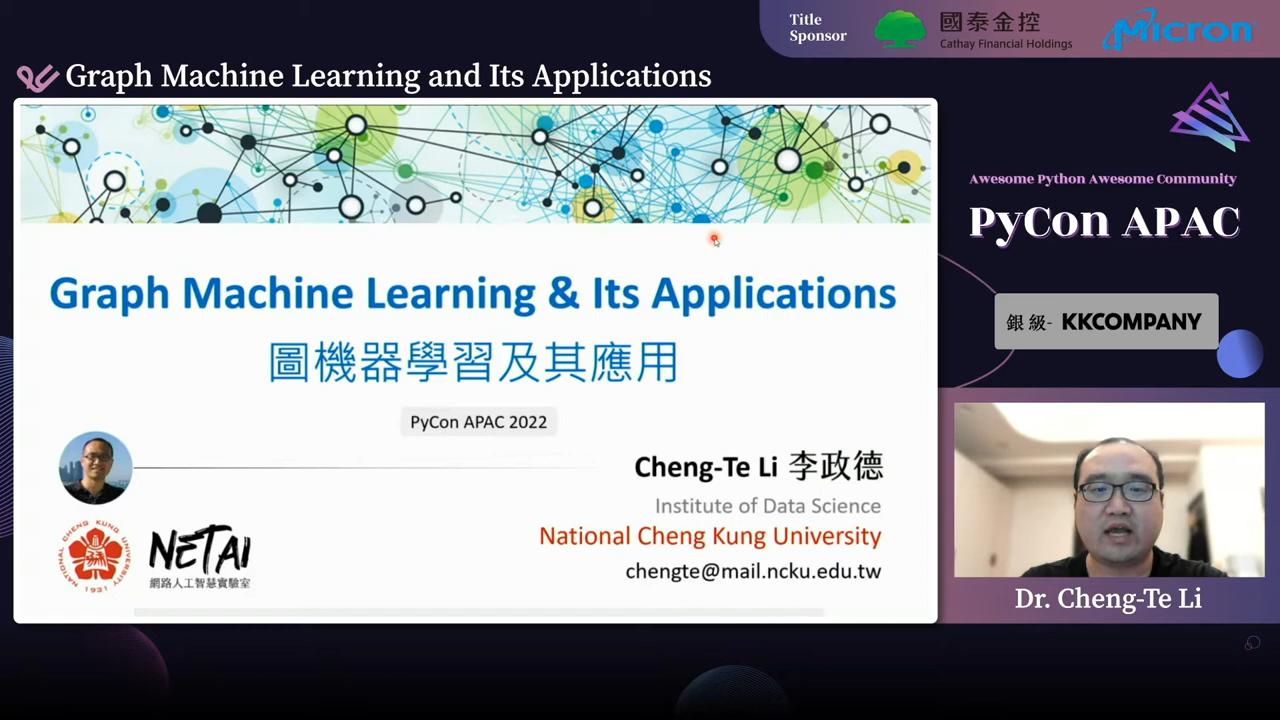 Title
Sponsor
國泰金控
Cathay Financial Holdings
Micron
Graph Machine Learning and Its Applications
Graph Machine Learning & Its Applications
圖機器學習及其應用
PyCon APAC 2022
Cheng-Te Li 李政德
Institute of Data Science
National Cheng Kung University
chengte@mail.ncku.edu.tw
NATIONAL CHENG KUNG UNIVERSITY
1931
NETAI
網路人工智慧實驗室
Awesome Python Awesome Community
PyCon APAC
銀級- KKCOMPANY
Dr. Cheng-Te Li